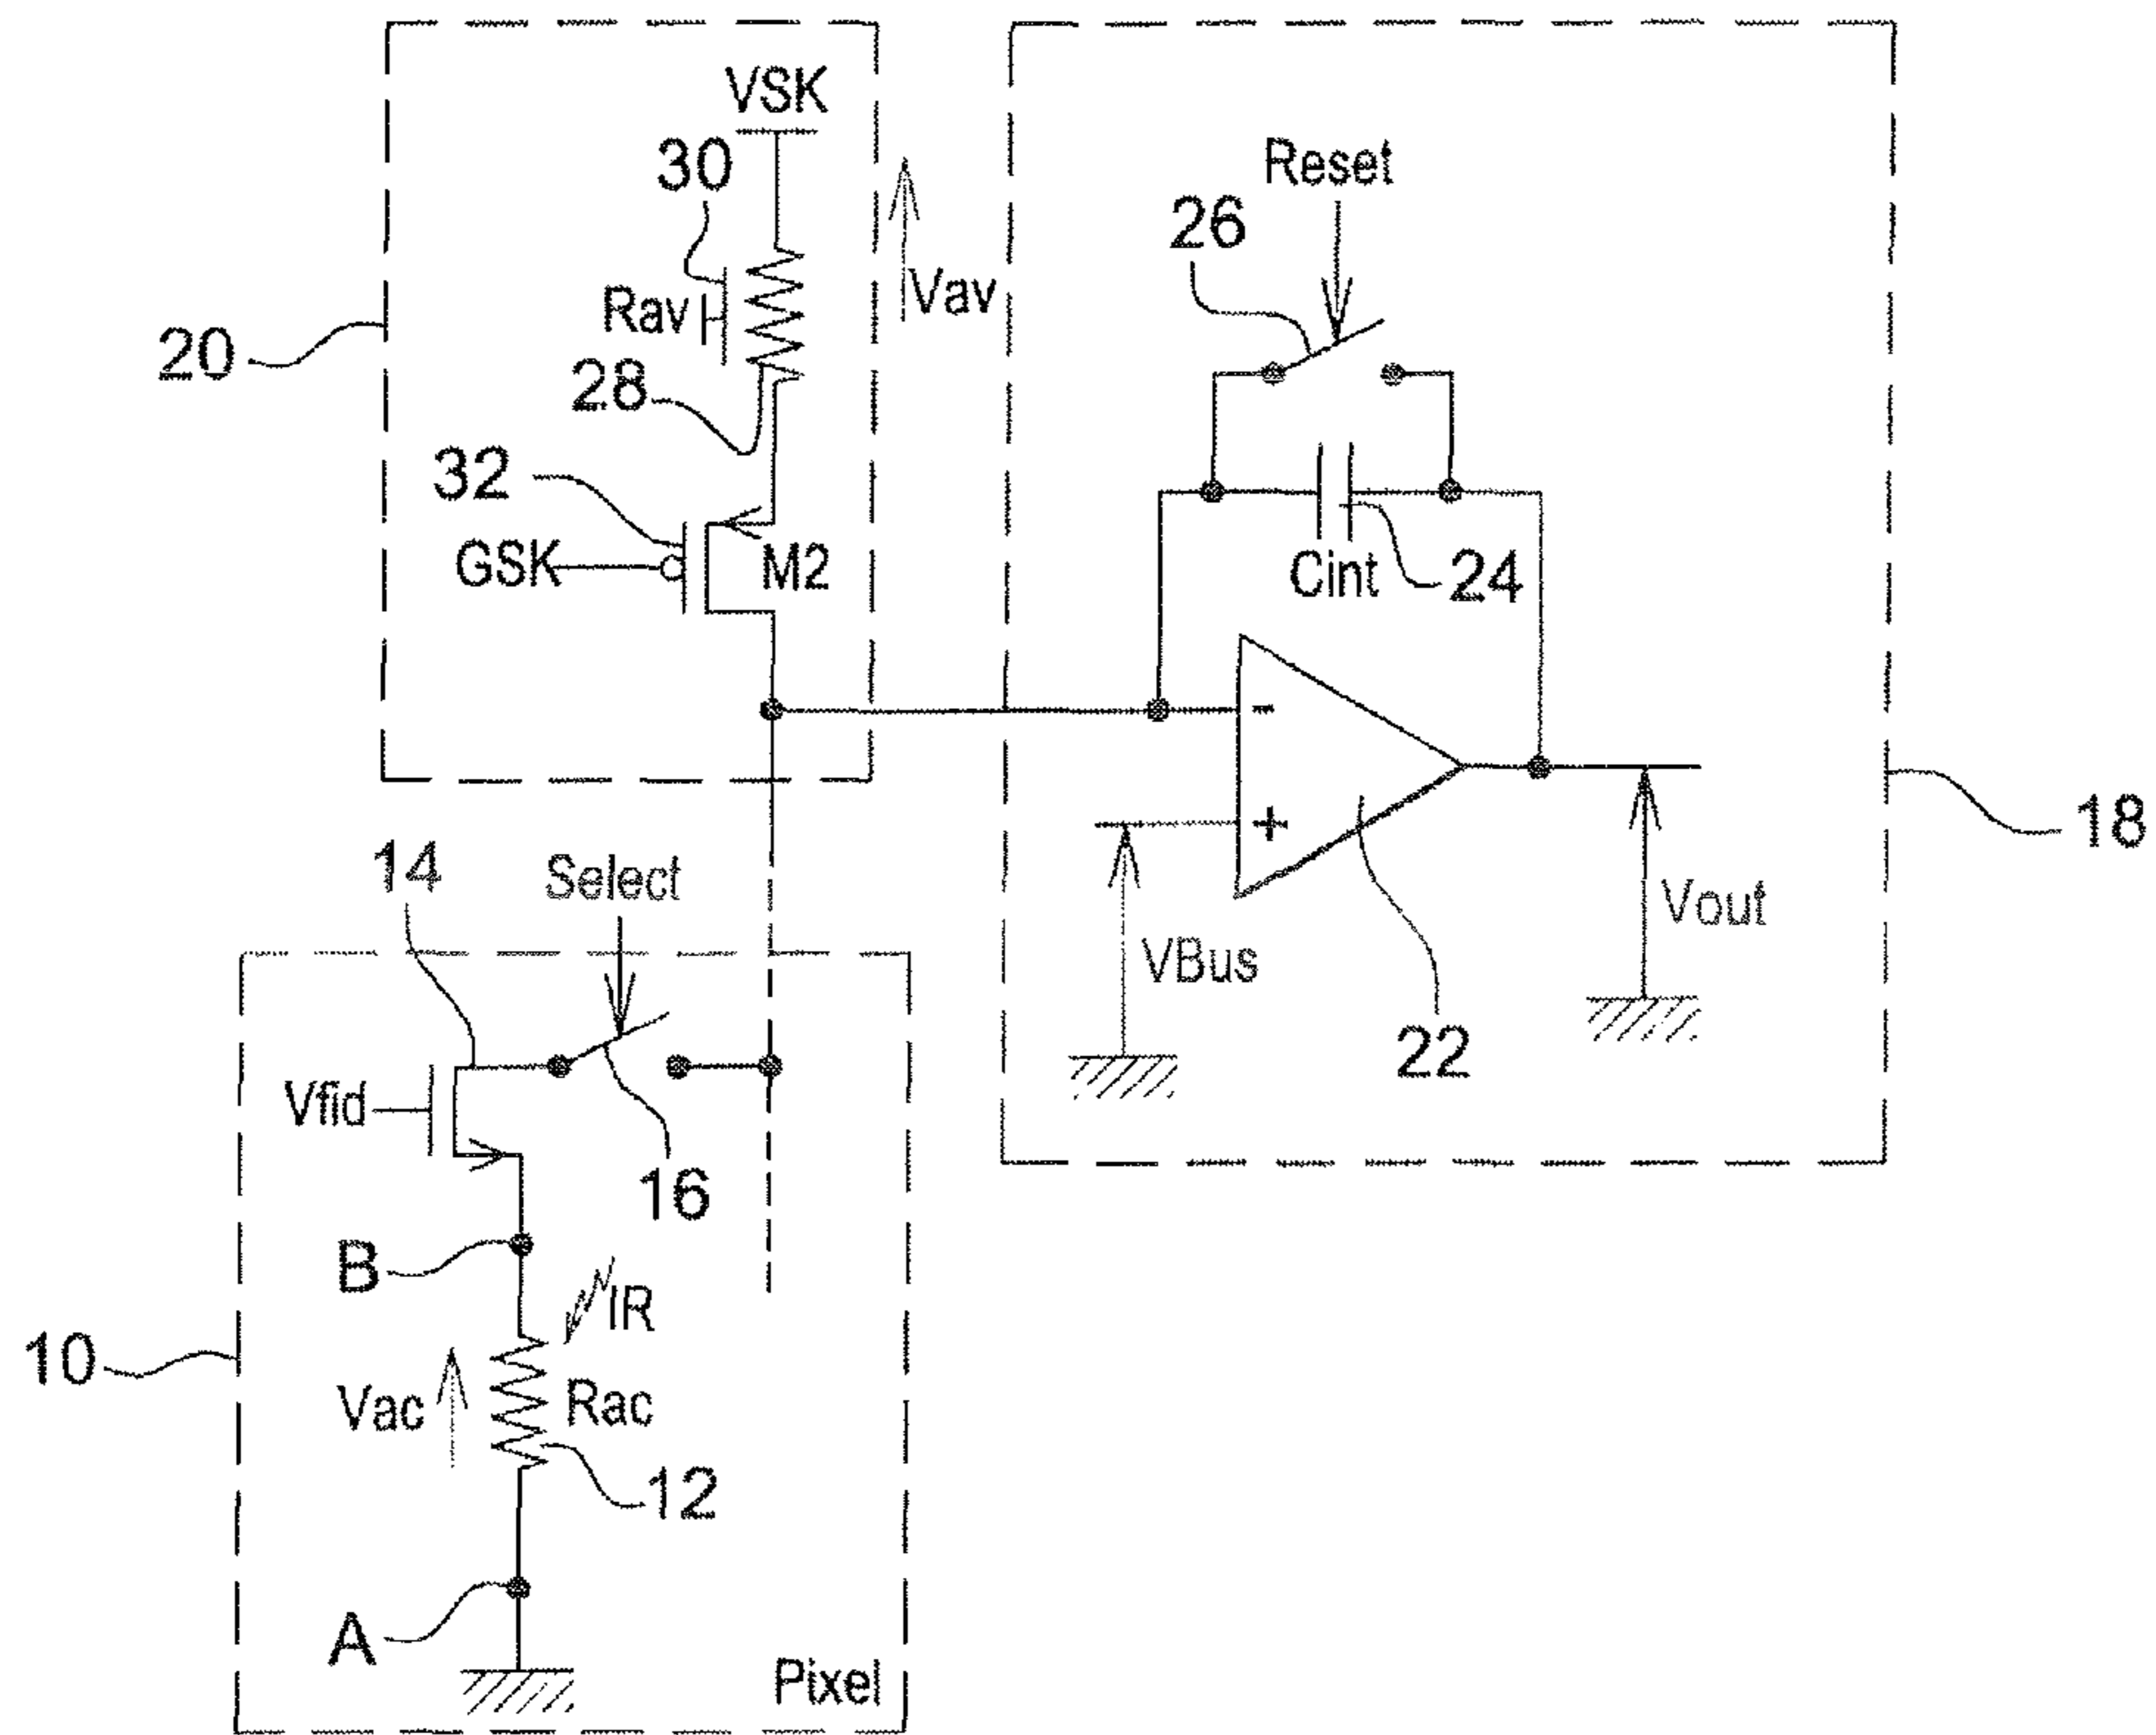 VSK
30
Reset
26
Vav
Rav
20
28
32
GSK
M2
Cint
24
-
+
18
14
Select
Vout
VBus
22
Vfid
16
B
IR
10
Vac
Rac
12
A
Pixel